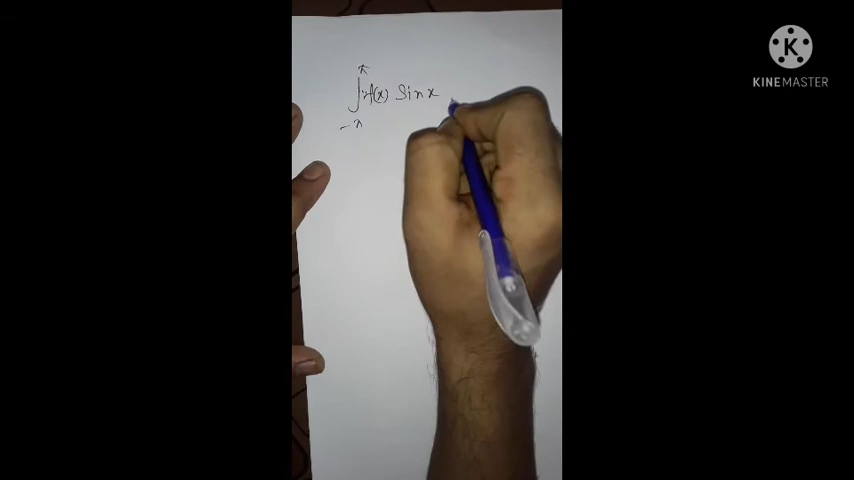 ∫_{-π}^{π} f(x) Sin x
K
KINEMASTER